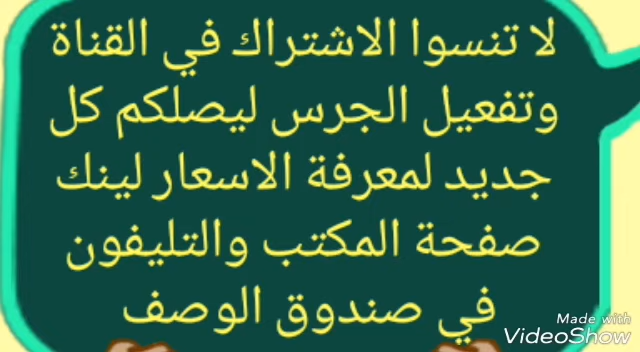 لا تنسوا الاشتراك في القناة
وتفعيل الجرس ليصلكم كل
جديد لمعرفة الاسعار لينك
صفحة المكتب والتليفون
في صندوق الوصف
Made with
VideoShow